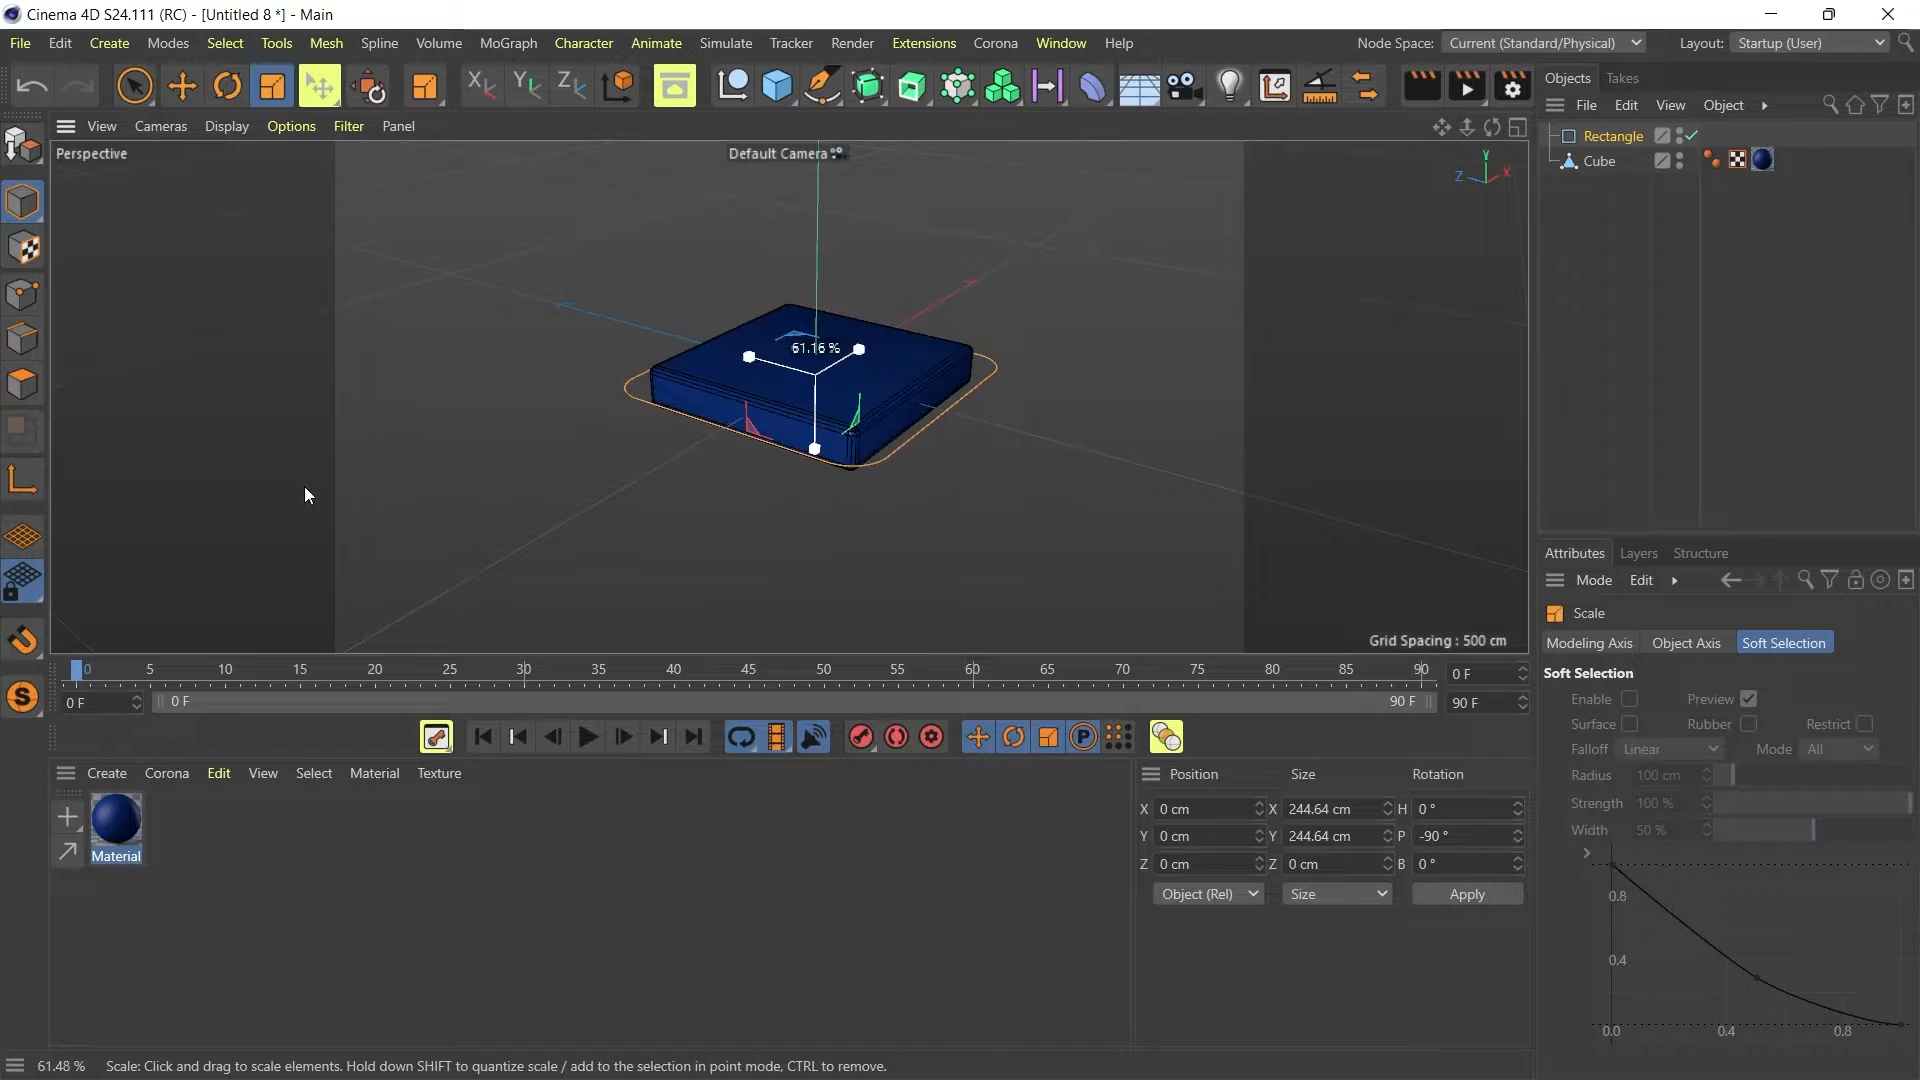 Cinema 4D S24.111 (RC) - [Untitled 8 *] - Main
File Edit Create Modes Select Tools Mesh Spline Volume MoGraph Character Animate Simulate Tracker Render Extensions Corona Window Help
Node Space: Current (Standard/Physical) Layout: Startup (User)
Objects Takes
File Edit View Object
Rectangle
Cube
View Cameras Display Options Filter Panel
Perspective
Default Camera
Y
Z X
61.16 %
Grid Spacing : 500 cm
0 5 10 15 20 25 30 35 40 45 50 55 60 65 70 75 80 85 90 0 F
0 F 0 F 90 F 90 F
Create Corona Edit View Select Material Texture
Material
Position Size Rotation
X 0 cm X 244.64 cm H 0 °
Y 0 cm Y 244.64 cm P -90 °
Z 0 cm Z 0 cm B 0 °
Object (Rel) Size Apply
Attributes Layers Structure
Mode Edit
Scale
Modeling Axis Object Axis Soft Selection
Soft Selection
Enable Preview
Surface Rubber Restrict
Falloff Linear Mode All
Radius 100 cm
Strength 100 %
Width 50 %
0.8
0.4
0.0 0.4 0.8
61.48 % Scale: Click and drag to scale elements. Hold down SHIFT to quantize scale / add to the selection in point mode, CTRL to remove.